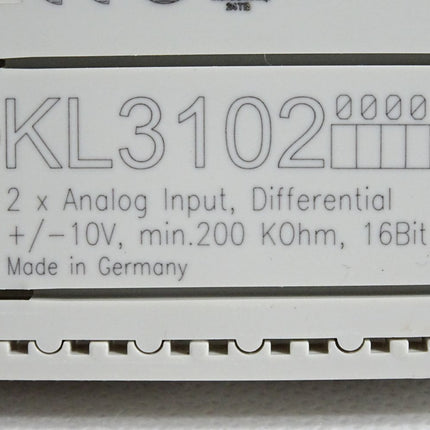 KL3102 0000
2 x Analog Input, Differential
+/-10V, min.200 KOhm, 16Bit
Made in Germany